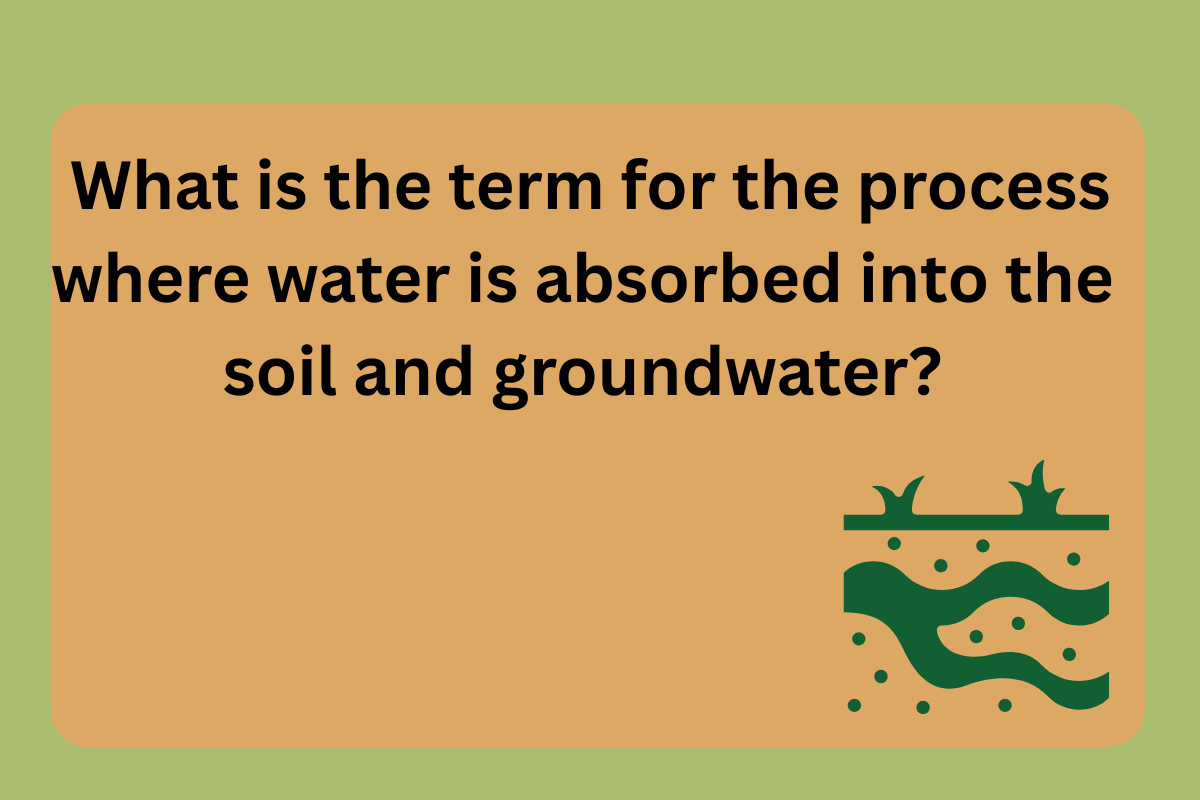 What is the term for the process
where water is absorbed into the
soil and groundwater?